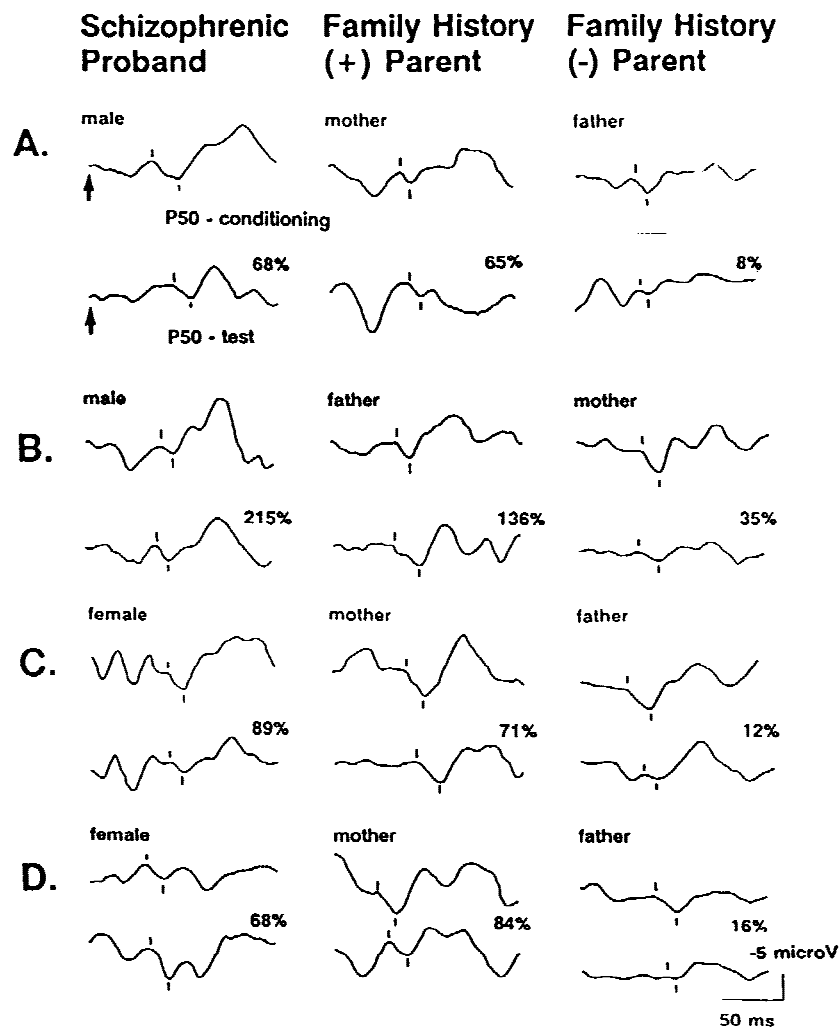 Schizophrenic Proband
Family History (+) Parent
Family History (-) Parent
A.
male
mother
father
P50 - conditioning
68%
65%
8%
P50 - test
B.
male
father
mother
215%
136%
35%
C.
female
mother
father
89%
71%
12%
D.
female
mother
father
68%
84%
16%
-5 microV
50 ms